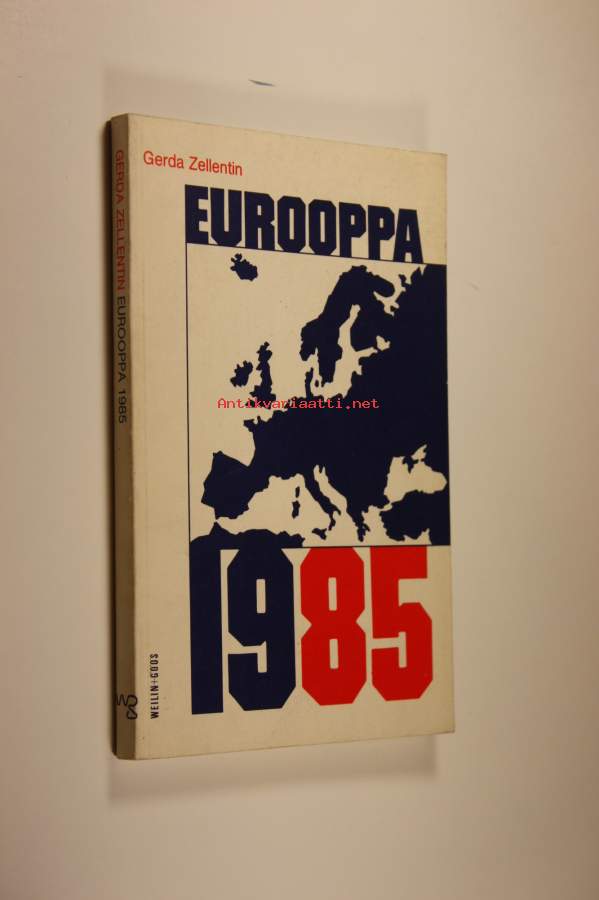 Gerda Zellentin
EUROOPPA
1985
WEILIN+GÖÖS
GERDA ZELLENTIN EUROOPPA 1985
Antikvariaatti.net